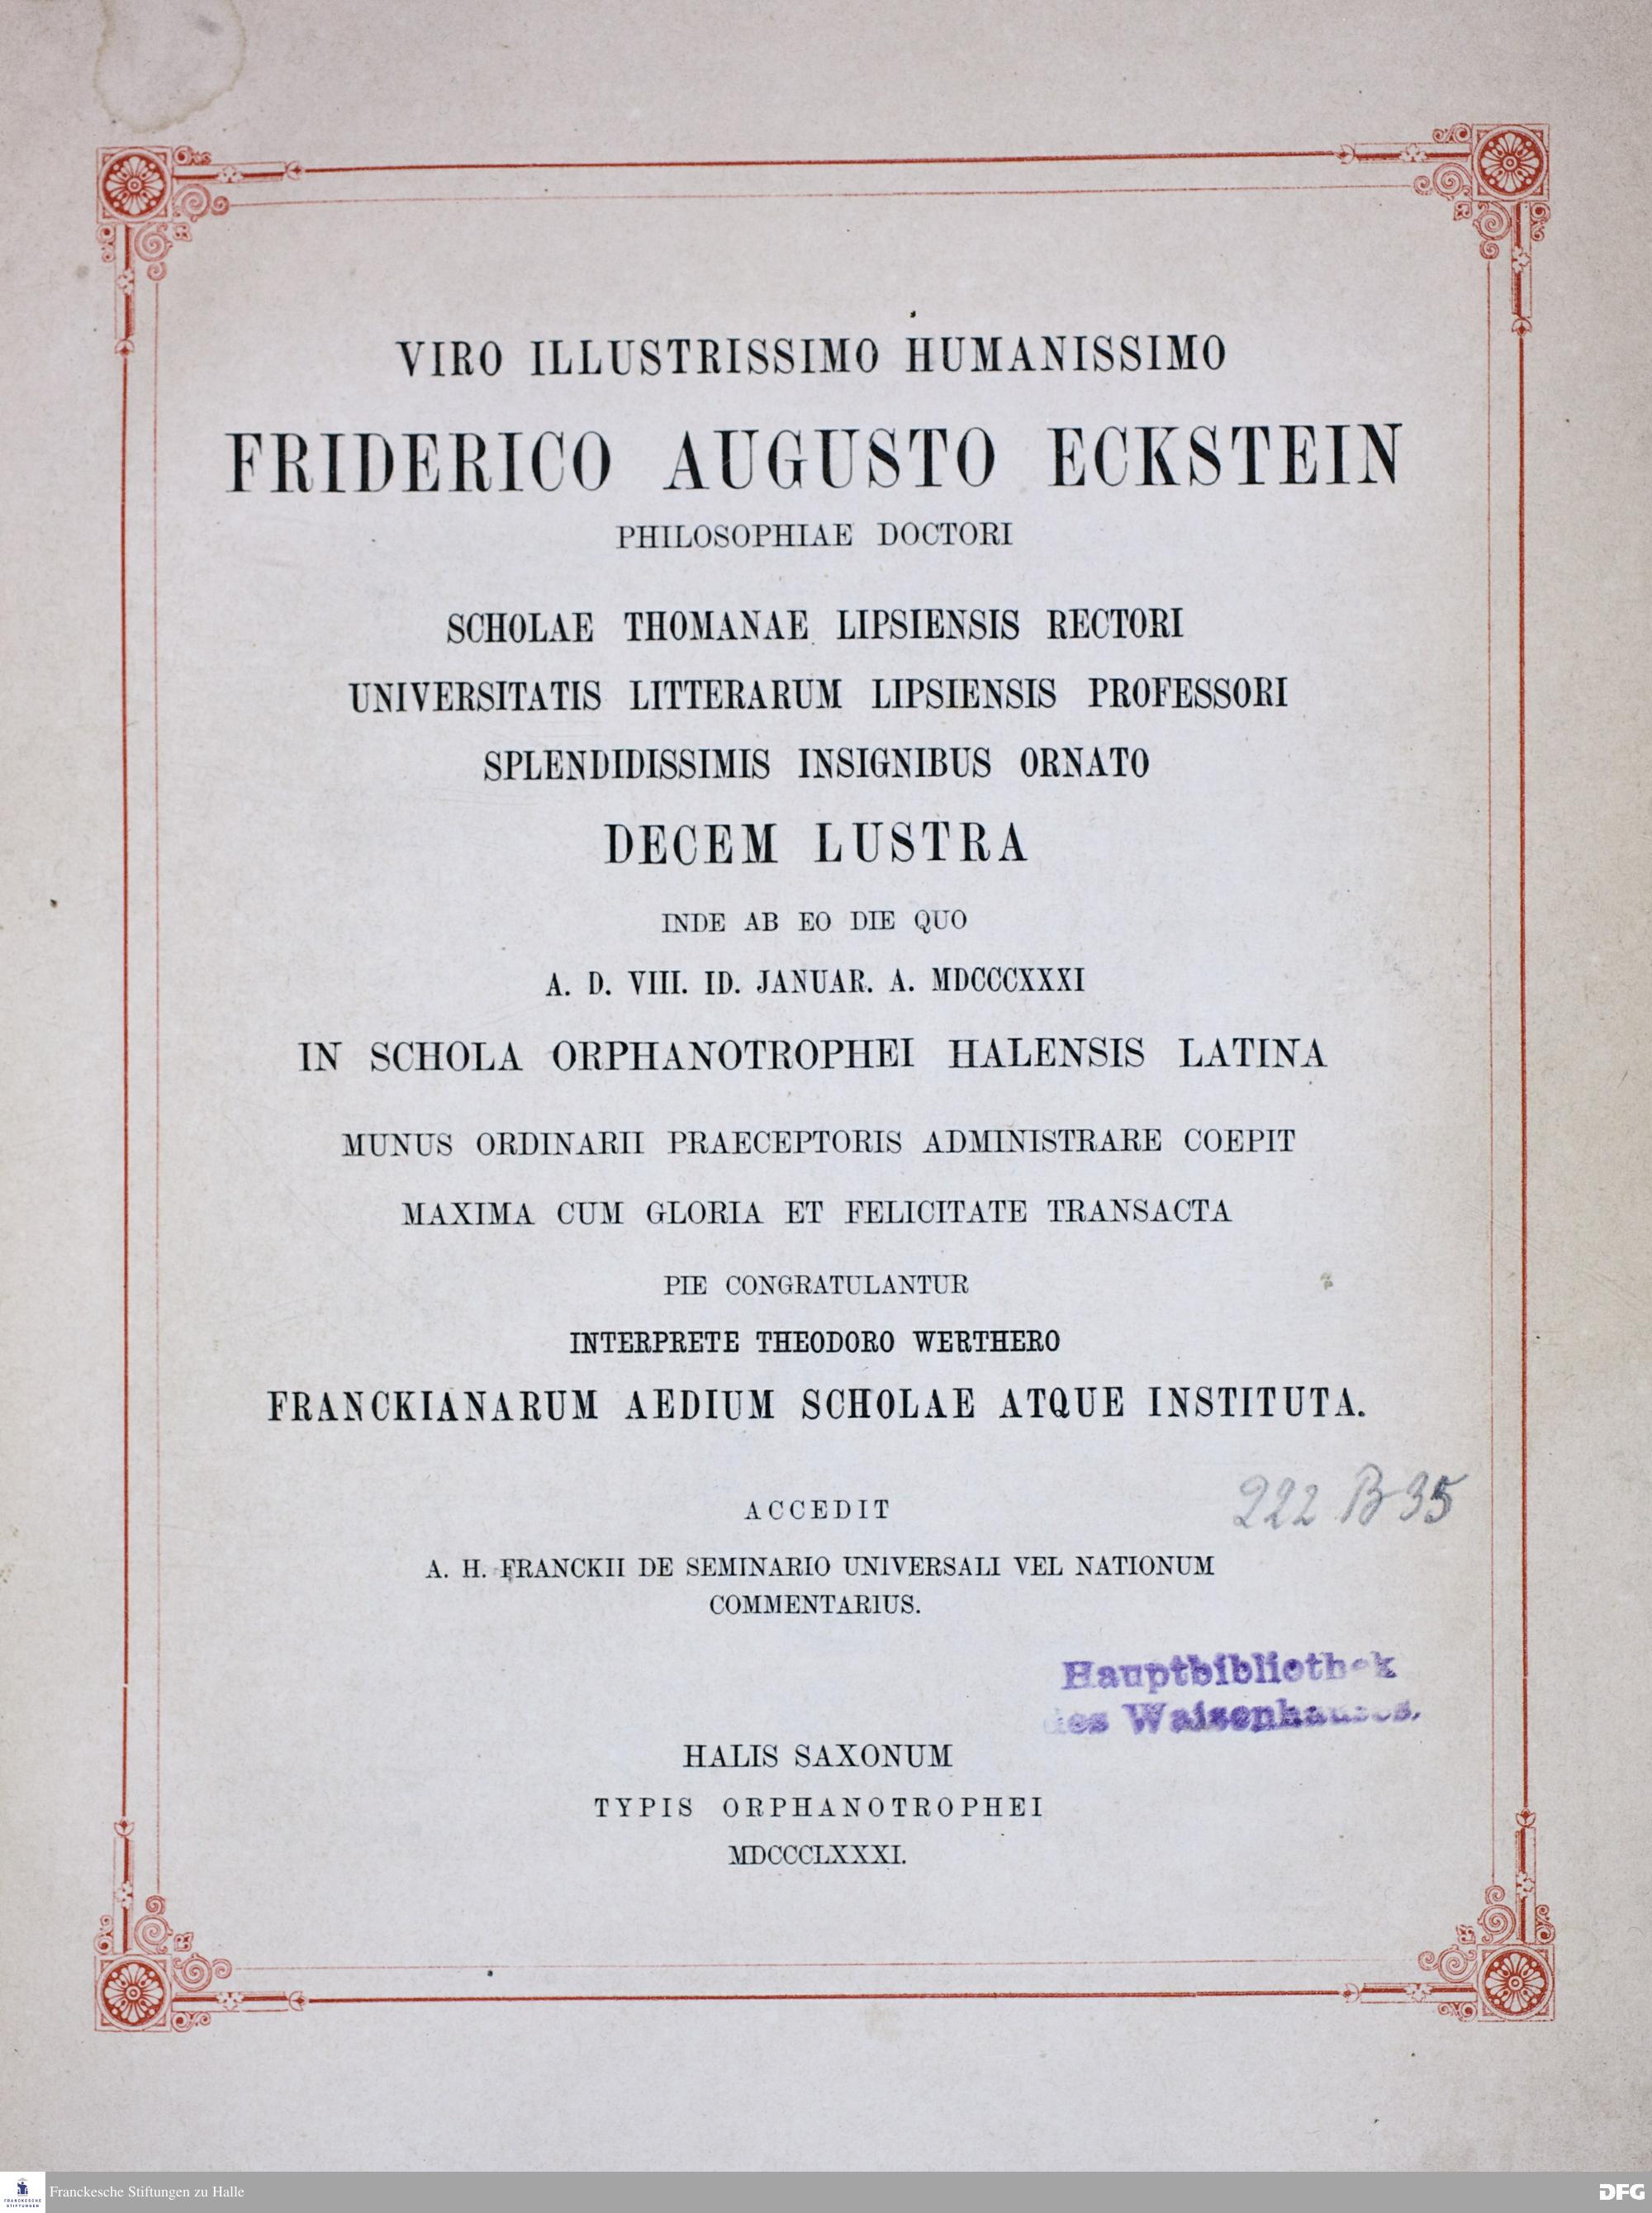 VIRO ILLUSTRISSIMO HUMANISSIMO
FRIDERICO AUGUSTO ECKSTEIN
PHILOSOPHIAE DOCTORI
SCHOLAE THOMANAE LIPSIENSIS RECTORI
UNIVERSITATIS LITTERARUM LIPSIENSIS PROFESSORI
SPLENDIDISSIMIS INSIGNIBUS ORNATO
DECEM LUSTRA
INDE AB EO DIE QUO
A. D. VIII. ID. JANUAR. A. MDCCCXXXI
IN SCHOLA ORPHANOTROPHEI HALENSIS LATINA
MUNUS ORDINARII PRAECEPTORIS ADMINISTRARE COEPIT
MAXIMA CUM GLORIA ET FELICITATE TRANSACTA
PIE CONGRATULANTUR
INTERPRETE THEODORO WERTHERO
FRANCKIANARUM AEDIUM SCHOLAE ATQUE INSTITUTA.
222 B 35
ACCEDIT
A. H. FRANCKII DE SEMINARIO UNIVERSALI VEL NATIONUM
COMMENTARIUS.
Hauptbibliothek
des Waisenhauses.
HALIS SAXONUM
TYPIS ORPHANOTROPHEI
MDCCCLXXXI.
FRANCKESCHE
STIFTUNGEN
Franckesche Stiftungen zu Halle
DFG